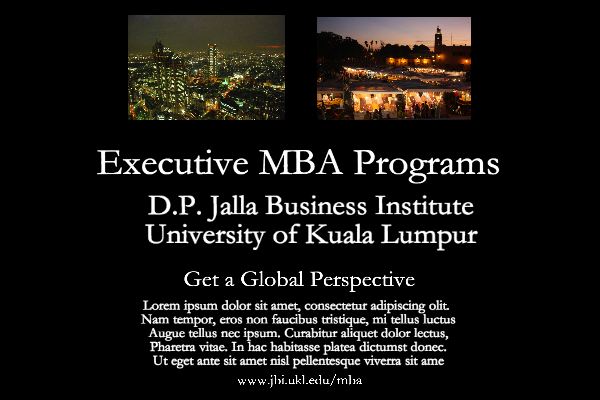 Executive MBA Programs
D.P. Jalla Business Institute
University of Kuala Lumpur
Get a Global Perspective
Lorem ipsum dolor sit amet, consectetur adipiscing olit.
Nam tempor, eros non faucibus tristique, mi tellus luctus
Augue tellus nec ipsum. Curabitur aliquet dolor lectus,
Pharetra vitae. In hac habitasse platea dictumst donec.
Ut eget ante sit amet nisl pellentesque viverra sit ame
www.jbi.ukl.edu/mba